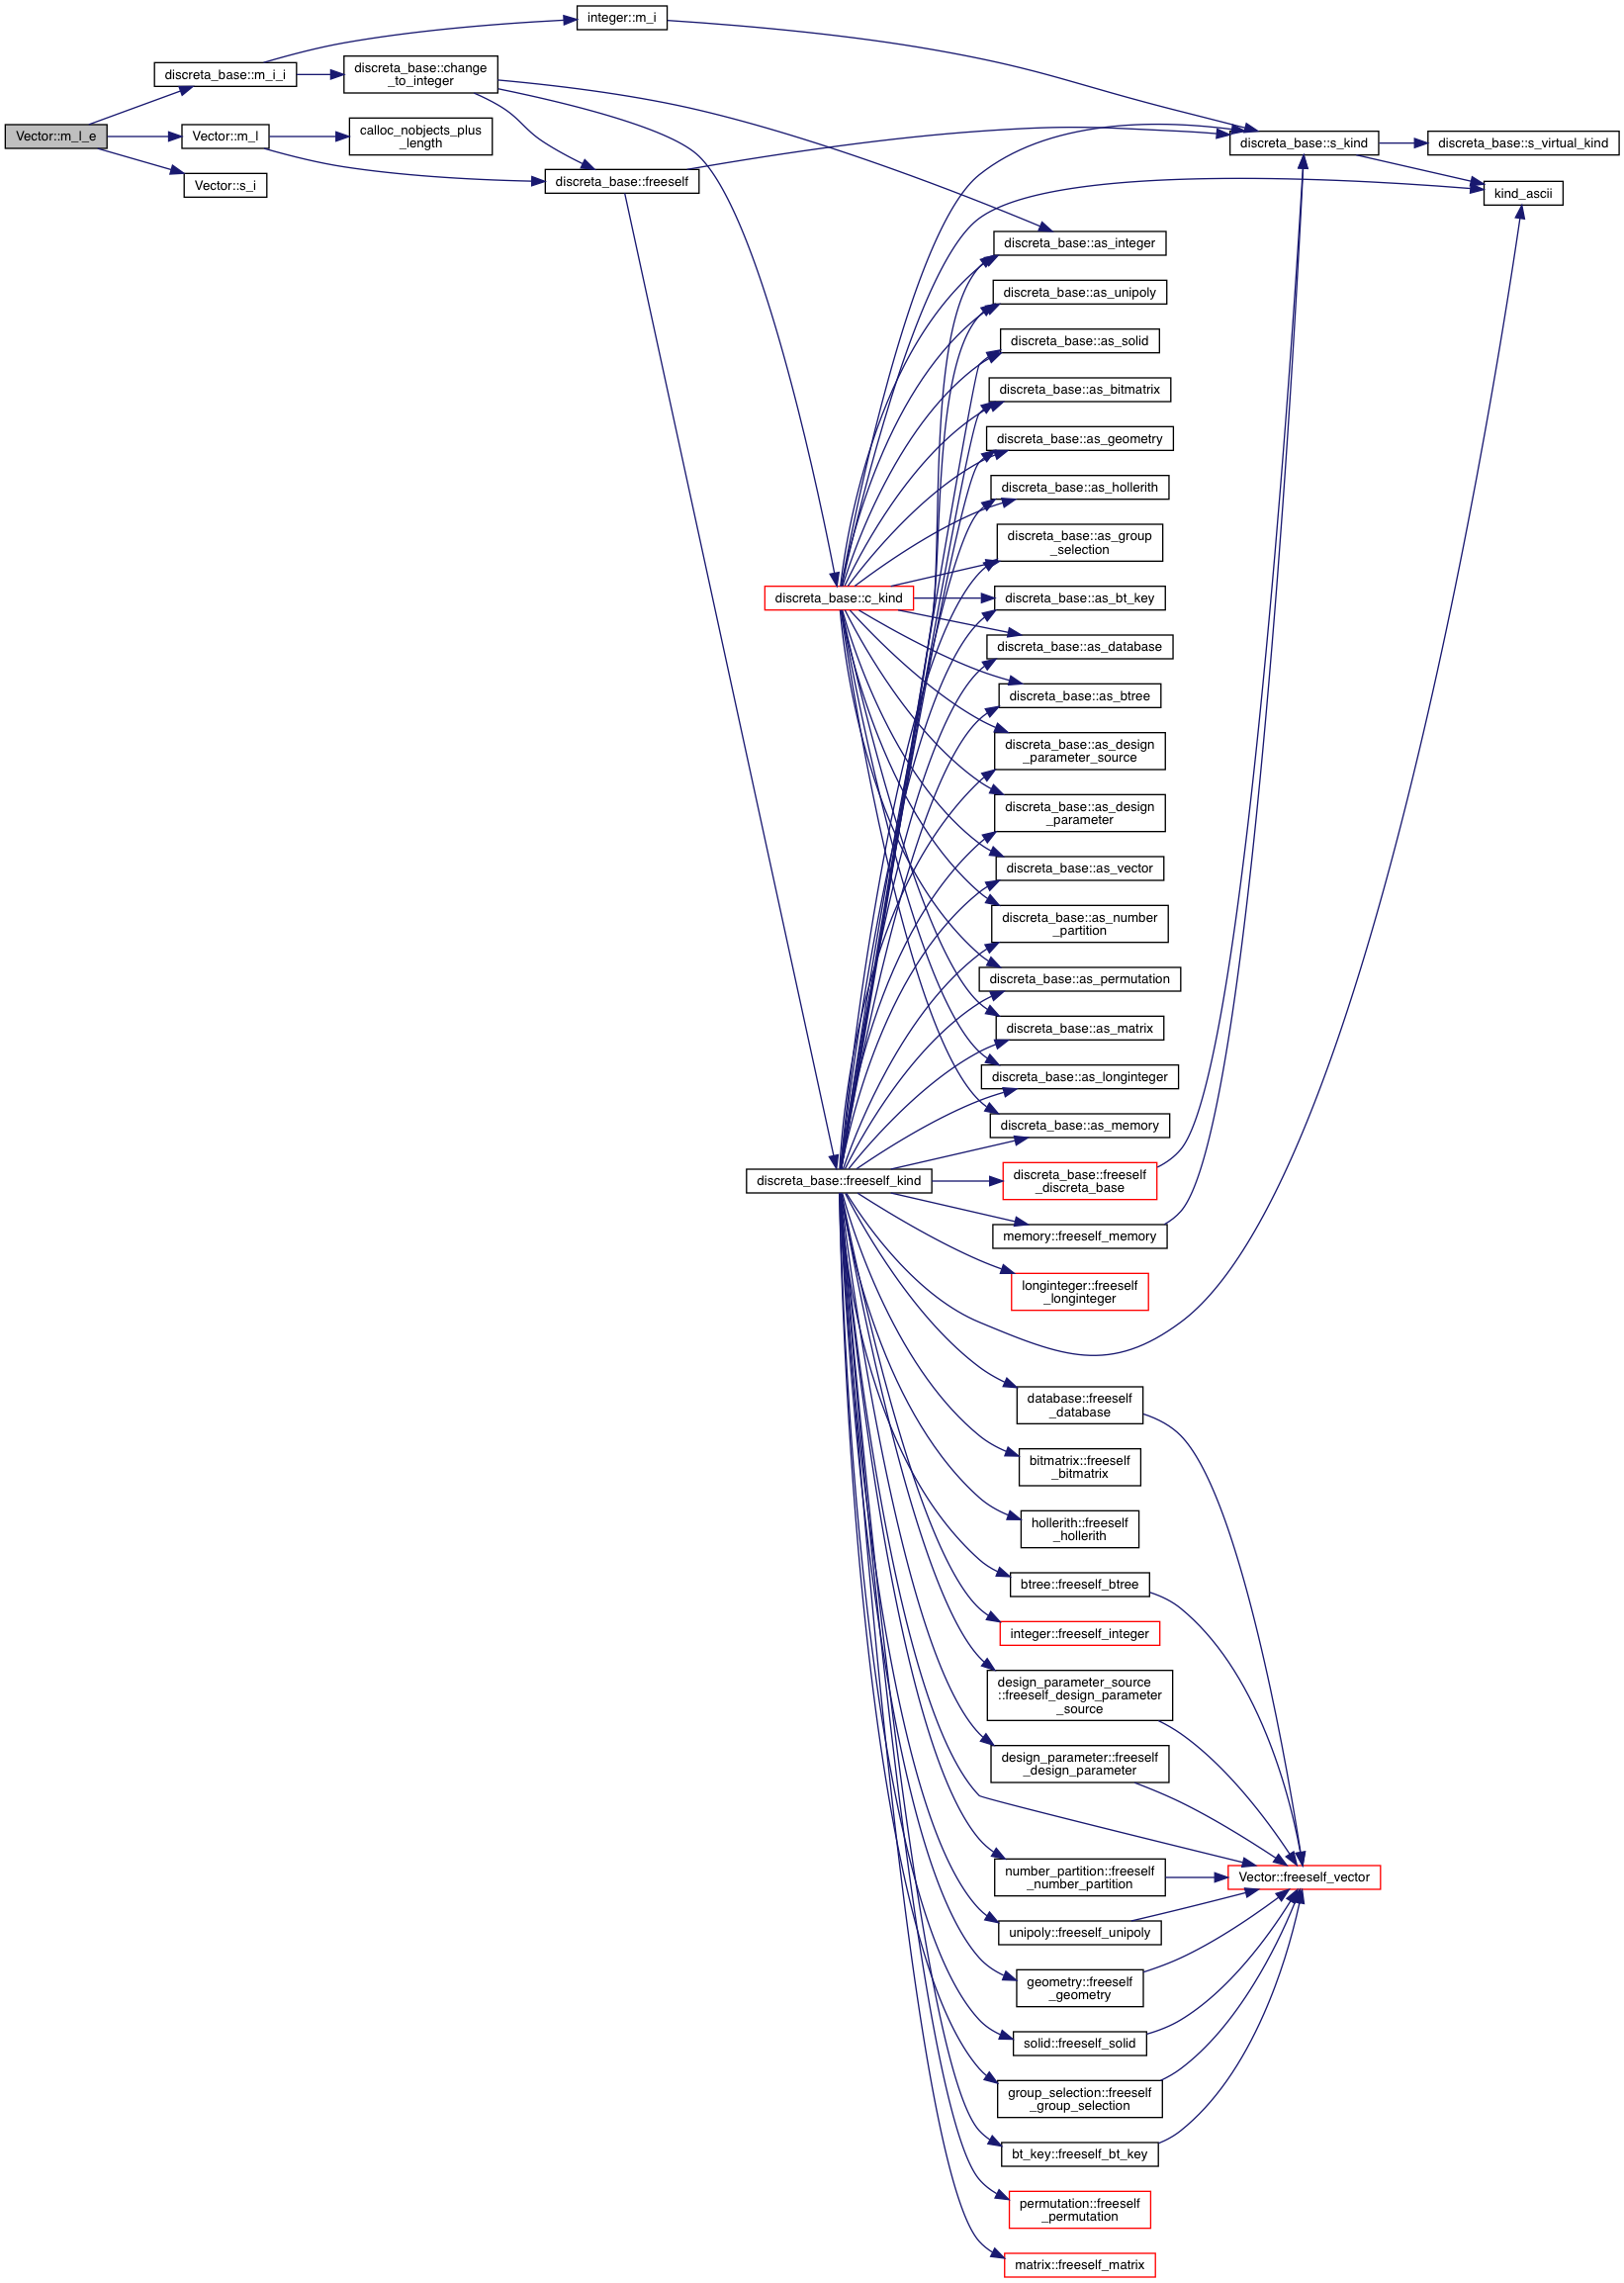 integer::m_i
discreta_base::m_i_i
discreta_base::change
_to_integer
Vector::m_l_e
Vector::m_l
calloc_nobjects_plus
_length
Vector::s_i
discreta_base::freeself
discreta_base::s_kind
discreta_base::s_virtual_kind
kind_ascii
discreta_base::as_integer
discreta_base::as_unipoly
discreta_base::as_solid
discreta_base::as_bitmatrix
discreta_base::as_geometry
discreta_base::as_hollerith
discreta_base::as_group
_selection
discreta_base::c_kind
discreta_base::as_bt_key
discreta_base::as_database
discreta_base::as_btree
discreta_base::as_design
_parameter_source
discreta_base::as_design
_parameter
discreta_base::as_vector
discreta_base::as_number
_partition
discreta_base::as_permutation
discreta_base::as_matrix
discreta_base::as_longinteger
discreta_base::as_memory
discreta_base::freeself_kind
discreta_base::freeself
_discreta_base
memory::freeself_memory
longinteger::freeself
_longinteger
database::freeself
_database
bitmatrix::freeself
_bitmatrix
hollerith::freeself
_hollerith
btree::freeself_btree
integer::freeself_integer
design_parameter_source
::freeself_design_parameter
_source
design_parameter::freeself
_design_parameter
number_partition::freeself
_number_partition
Vector::freeself_vector
unipoly::freeself_unipoly
geometry::freeself
_geometry
solid::freeself_solid
group_selection::freeself
_group_selection
bt_key::freeself_bt_key
permutation::freeself
_permutation
matrix::freeself_matrix